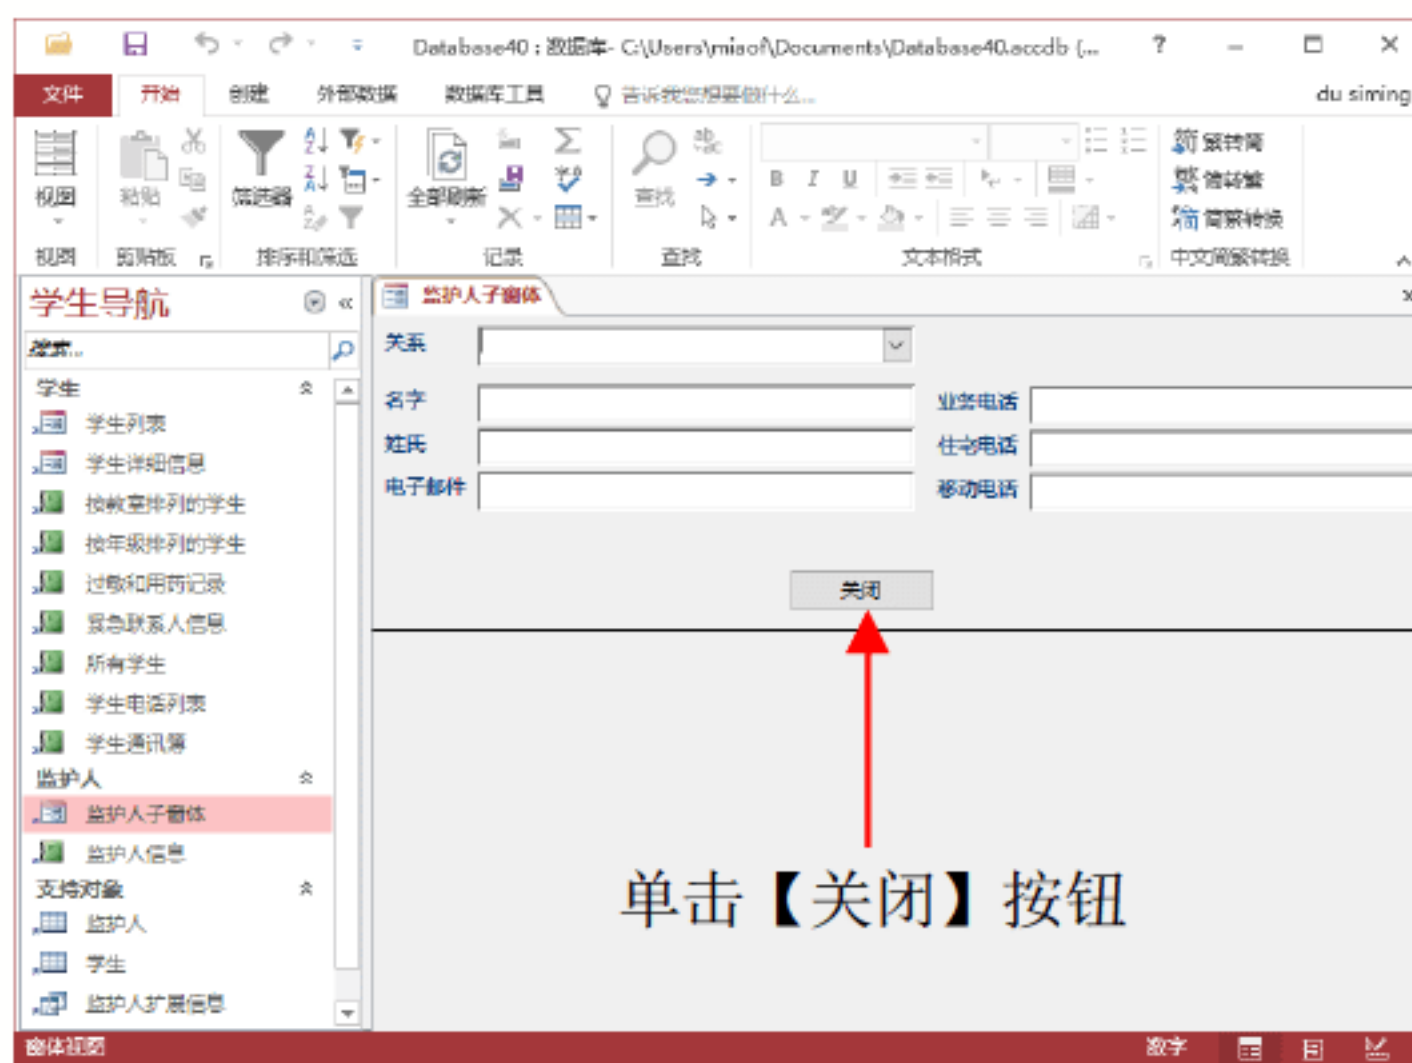 Database40 : 数据库- C:\Users\miaof\Documents\Database40.accdb (... ?
文件 开始 创建 外部数据 数据库工具 告诉我您想要做什么... du siming
视图 粘贴 筛选器 全部刷新 查找 B I U A 繁转简
简转繁
简繁转换
视图 剪贴板 排序和筛选 记录 查找 文本格式 中文简繁转换
学生导航
搜索...
学生
学生列表
学生详细信息
按教室排列的学生
按年级排列的学生
过敏和用药记录
紧急联系人信息
所有学生
学生电话列表
学生通讯簿
监护人
监护人子窗体
监护人信息
支持对象
监护人
学生
监护人扩展信息
监护人子窗体
关系
名字 业务电话
姓氏 住宅电话
电子邮件 移动电话
关闭
单击【关闭】按钮
窗体视图 数字